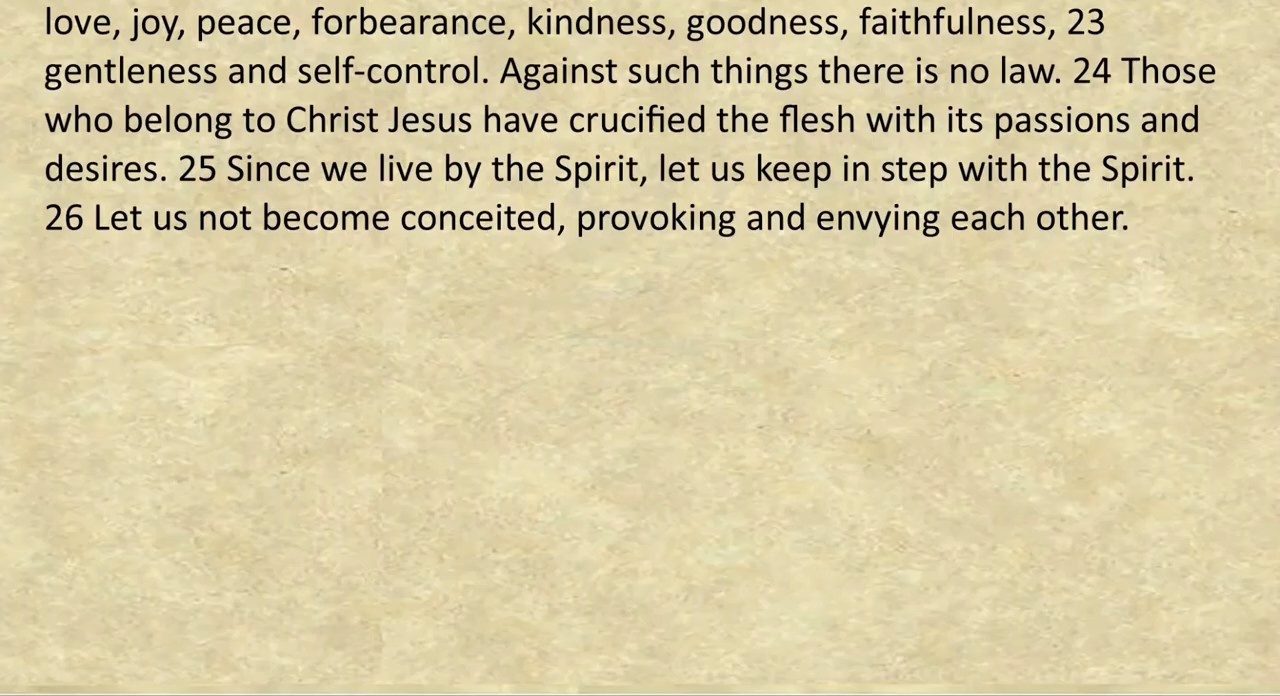 love, joy, peace, forbearance, kindness, goodness, faithfulness, 23
gentleness and self-control. Against such things there is no law. 24 Those
who belong to Christ Jesus have crucified the flesh with its passions and
desires. 25 Since we live by the Spirit, let us keep in step with the Spirit.
26 Let us not become conceited, provoking and envying each other.